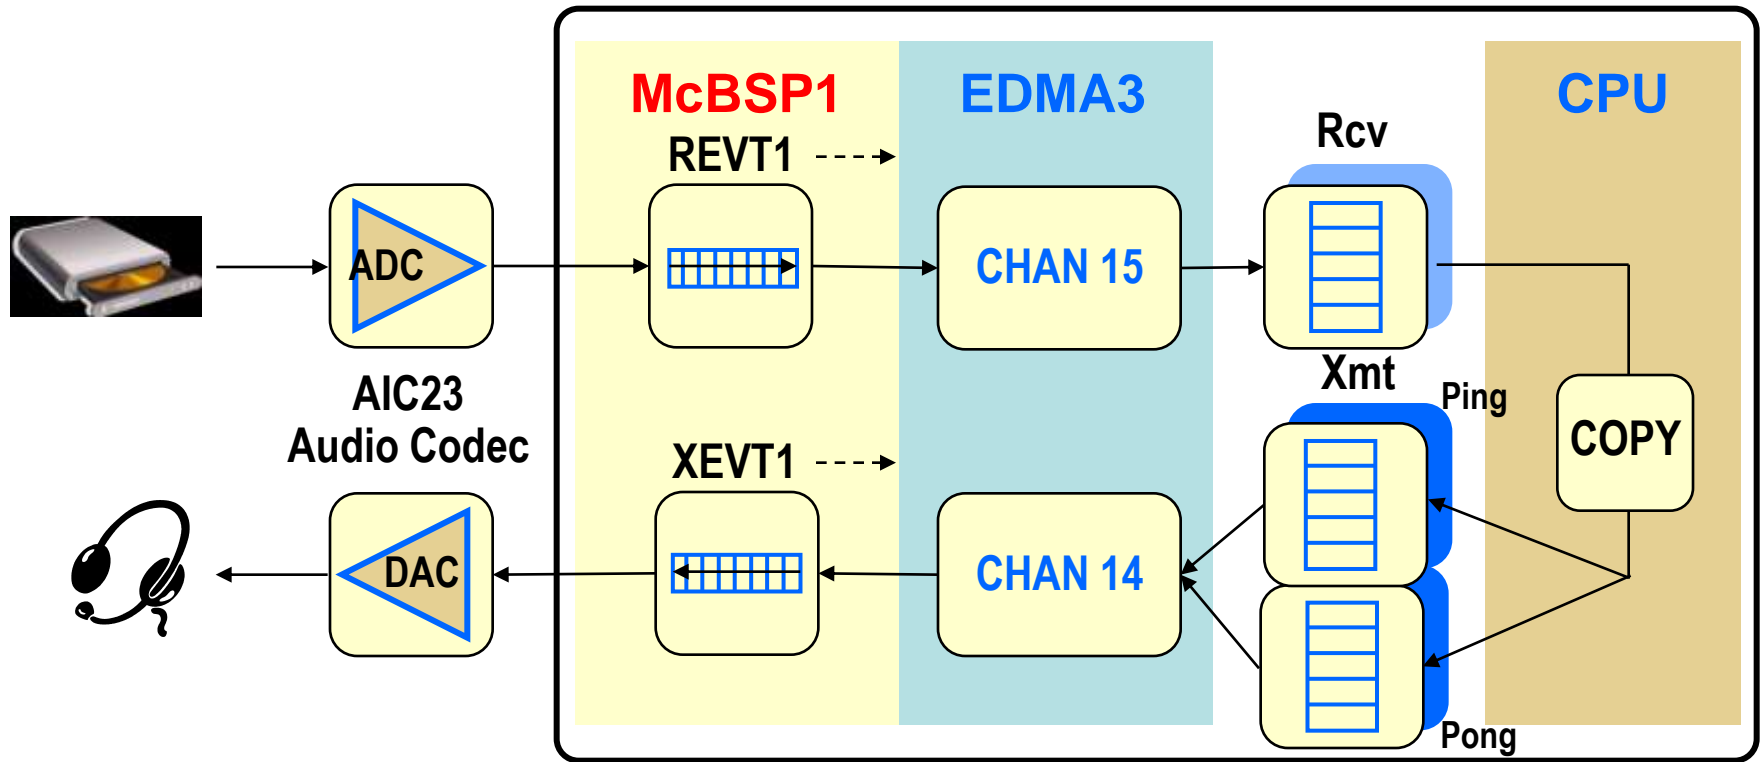 McBSP1
EDMA3
CPU
REVT1
Rcv
ADC
CHAN 15
AIC23
Audio Codec
Xmt
Ping
COPY
XEVT1
DAC
CHAN 14
Pong